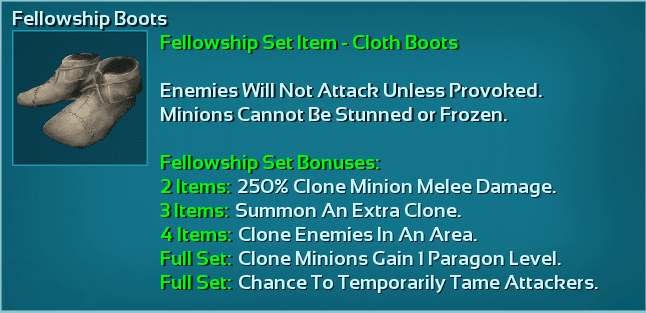 Fellowship Boots
Fellowship Set Item - Cloth Boots
Enemies Will Not Attack Unless Provoked.
Minions Cannot Be Stunned or Frozen.
Fellowship Set Bonuses:
2 Items: 250% Clone Minion Melee Damage.
3 Items: Summon An Extra Clone.
4 Items: Clone Enemies In An Area.
Full Set: Clone Minions Gain 1 Paragon Level.
Full Set: Chance To Temporarily Tame Attackers.